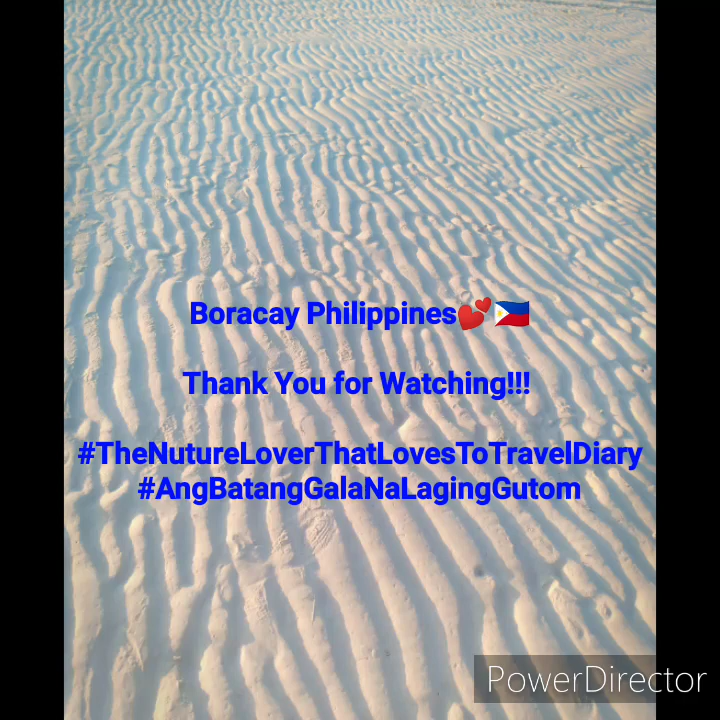 Boracay Philippines💕🇵🇭
Thank You for Watching!!!
#TheNutureLoverThatLovesToTravelDiary
#AngBatangGalaNaLagingGutom
PowerDirector